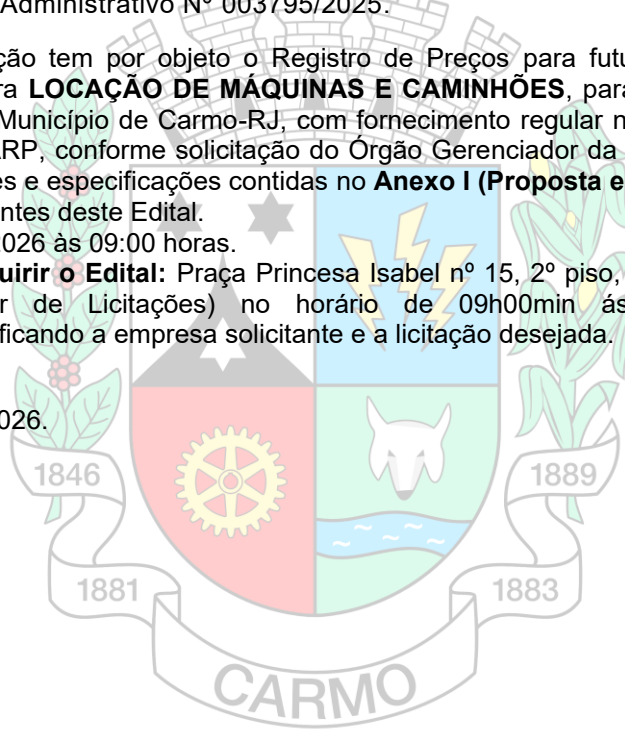 Administrativo Nº 003795/2025.
ção tem por objeto o Registro de Preços para futu
ra LOCAÇÃO DE MÁQUINAS E CAMINHÕES, para
Município de Carmo-RJ, com fornecimento regular n
ARP, conforme solicitação do Órgão Gerenciador da
es e especificações contidas no Anexo I (Proposta e
ntes deste Edital.
2026 às 09:00 horas.
uirir o Edital: Praça Princesa Isabel nº 15, 2º piso,
r de Licitações) no horário de 09h00min ás
ficando a empresa solicitante e a licitação desejada.
026.
1846 1889
1881 1883
CARMO